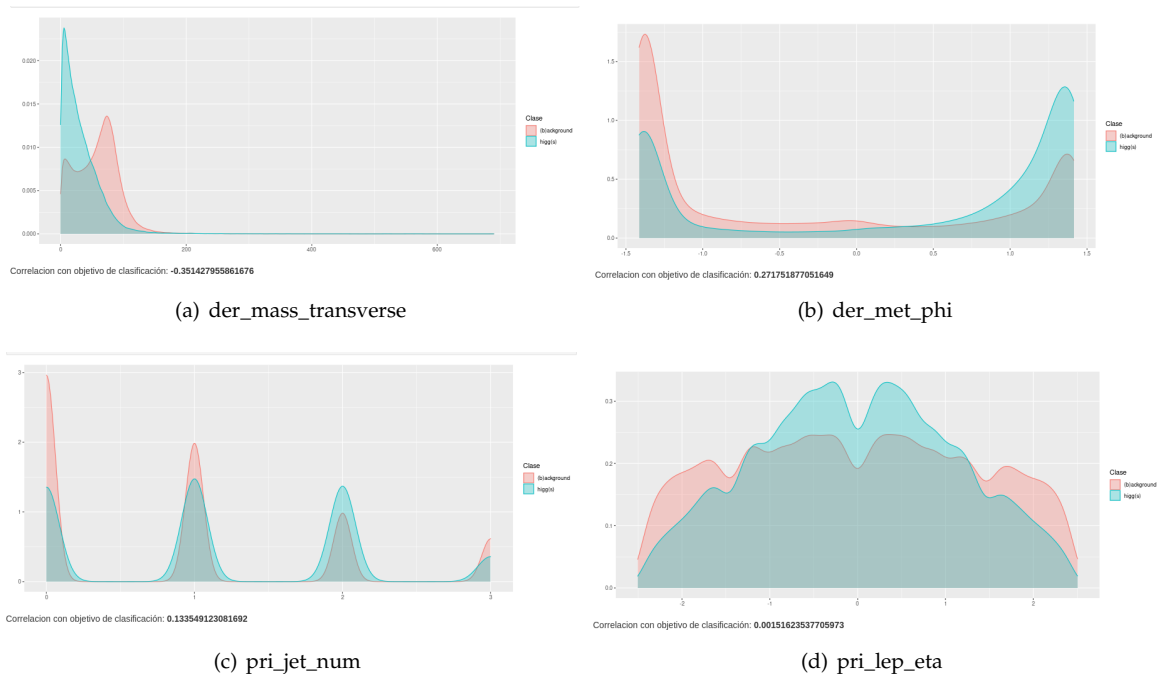 0.020
0.015
0.010
0.005
0.000
0
200
400
600
Clase
(b)ackground
higg(s)
Correlacion con objetivo de clasificación: -0.351427955861676
(a) der_mass_transverse
1.5
1.0
0.5
0.0
-1.5
-1.0
-0.5
0.0
0.5
1.0
1.5
Clase
(b)ackground
higg(s)
Correlacion con objetivo de clasificación: 0.271751877051649
(b) der_met_phi
3
2
1
0
0
1
2
3
Clase
(b)ackground
higg(s)
Correlacion con objetivo de clasificación: 0.133549123081692
(c) pri_jet_num
0.3
0.2
0.1
0.0
-2
-1
0
1
2
Clase
(b)ackground
higg(s)
Correlacion con objetivo de clasificación: 0.00151623537705973
(d) pri_lep_eta